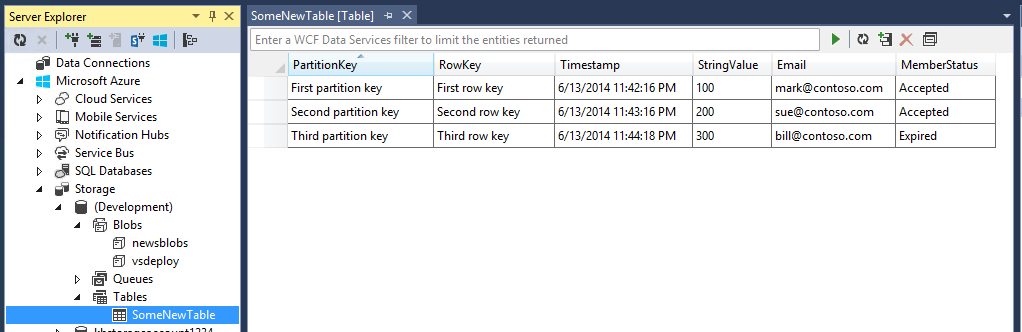 Server Explorer
Data Connections
Microsoft Azure
Cloud Services
Mobile Services
Notification Hubs
Service Bus
SQL Databases
Storage
(Development)
Blobs
newsblobs
vsdeploy
Queues
Tables
SomeNewTable
SomeNewTable [Table]
Enter a WCF Data Services filter to limit the entities returned
PartitionKey RowKey Timestamp StringValue Email MemberStatus
First partition key First row key 6/13/2014 11:42:16 PM 100 mark@contoso.com Accepted
Second partition key Second row key 6/13/2014 11:43:16 PM 200 sue@contoso.com Accepted
Third partition key Third row key 6/13/2014 11:44:18 PM 300 bill@contoso.com Expired